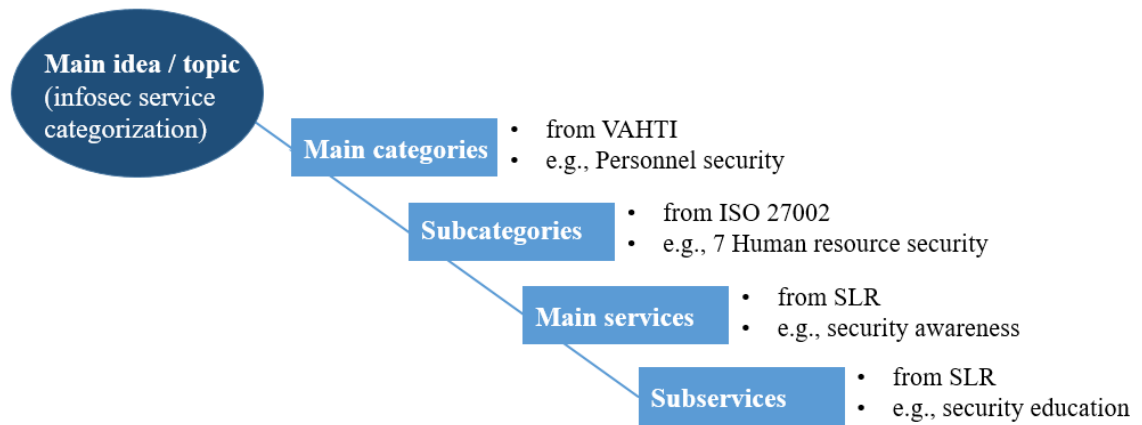 Main idea / topic
(infosec service
categorization)
Main categories
• from VAHTI
• e.g., Personnel security
Subcategories
• from ISO 27002
• e.g., 7 Human resource security
Main services
• from SLR
• e.g., security awareness
Subservices
• from SLR
• e.g., security education